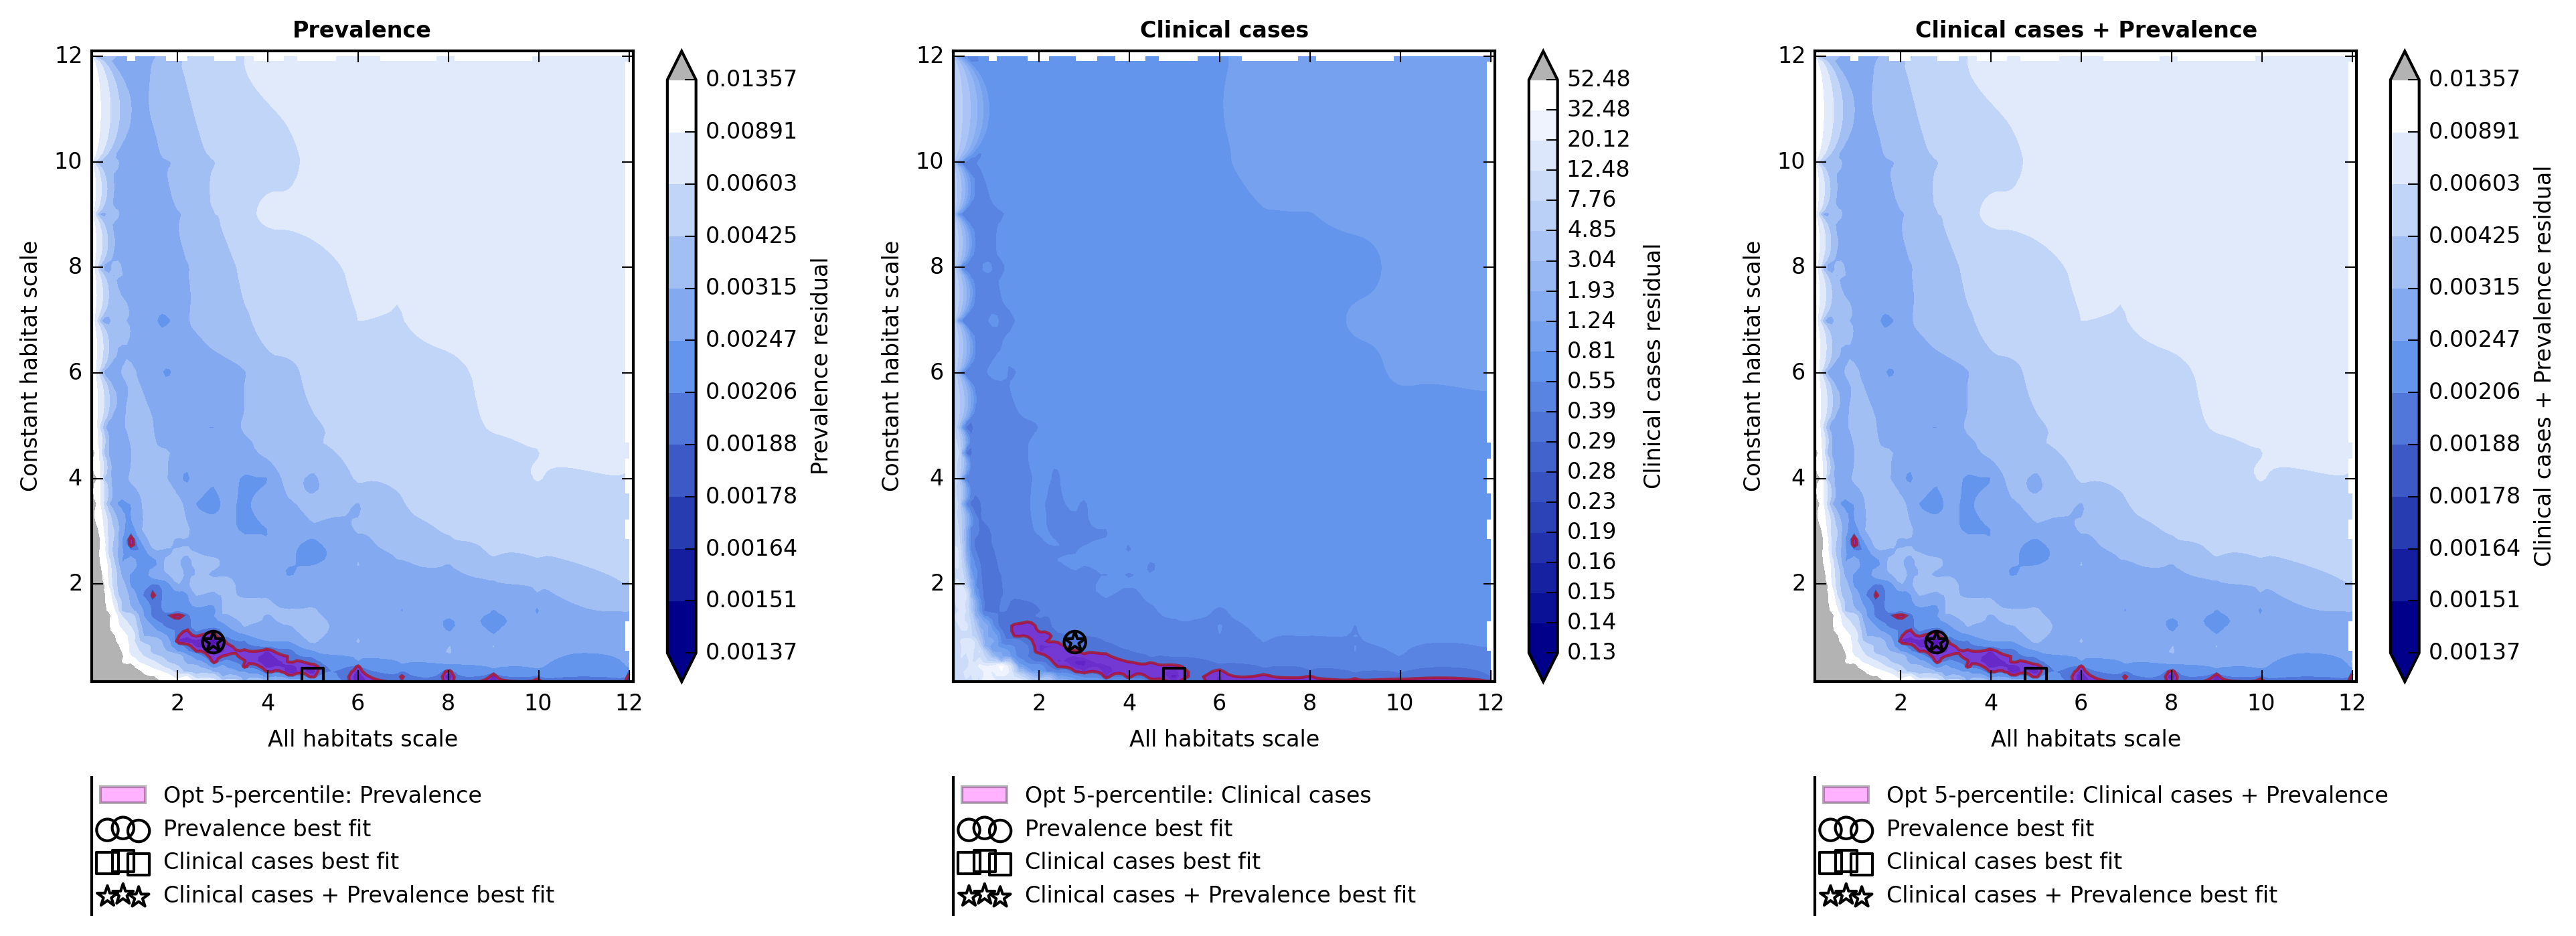 Prevalence
12
10
8
6
4
2
Constant habitat scale
2 4 6 8 10 12
All habitats scale
0.01357
0.00891
0.00603
0.00425
0.00315
0.00247
0.00206
0.00188
0.00178
0.00164
0.00151
0.00137
Prevalence residual
Opt 5-percentile: Prevalence
Prevalence best fit
Clinical cases best fit
Clinical cases + Prevalence best fit
Clinical cases
12
10
8
6
4
2
Constant habitat scale
2 4 6 8 10 12
All habitats scale
52.48
32.48
20.12
12.48
7.76
4.85
3.04
1.93
1.24
0.81
0.55
0.39
0.29
0.28
0.23
0.19
0.16
0.15
0.14
0.13
Clinical cases residual
Opt 5-percentile: Clinical cases
Prevalence best fit
Clinical cases best fit
Clinical cases + Prevalence best fit
Clinical cases + Prevalence
12
10
8
6
4
2
Constant habitat scale
2 4 6 8 10 12
All habitats scale
0.01357
0.00891
0.00603
0.00425
0.00315
0.00247
0.00206
0.00188
0.00178
0.00164
0.00151
0.00137
Clinical cases + Prevalence residual
Opt 5-percentile: Clinical cases + Prevalence
Prevalence best fit
Clinical cases best fit
Clinical cases + Prevalence best fit